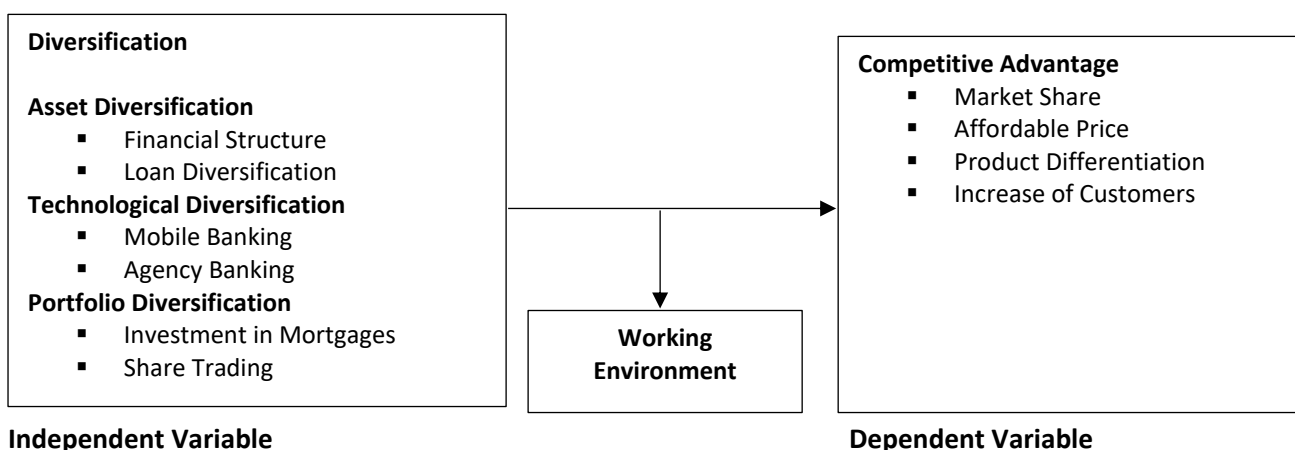 Diversification
Asset Diversification
▪ Financial Structure
▪ Loan Diversification
Technological Diversification
▪ Mobile Banking
▪ Agency Banking
Portfolio Diversification
▪ Investment in Mortgages
▪ Share Trading
Independent Variable
Working
Environment
Competitive Advantage
▪ Market Share
▪ Affordable Price
▪ Product Differentiation
▪ Increase of Customers
Dependent Variable